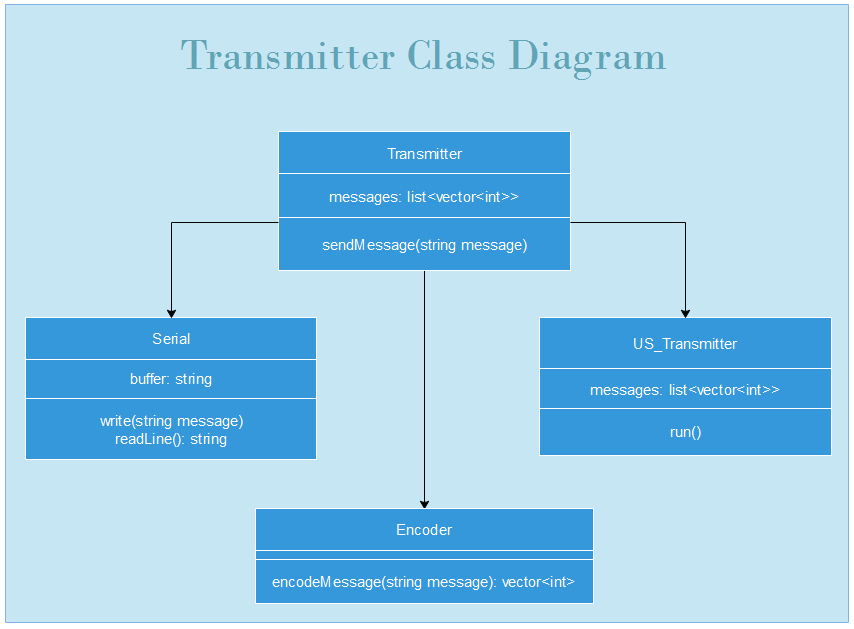 Transmitter Class Diagram
Transmitter
messages: list<vector<int>>
sendMessage(string message)
Serial
buffer: string
write(string message)
readLine(): string
US_Transmitter
messages: list<vector<int>>
run()
Encoder
encodeMessage(string message): vector<int>